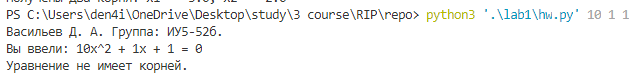 PS C:\Users\den4i\OneDrive\Desktop\study\3 course\RIP\repo> python3 '.\lab1\hw.py' 10 1 1
Васильев Д. А. Группа: ИУ5-52б.
Вы ввели: 10x^2 + 1x + 1 = 0
Уравнение не имеет корней.